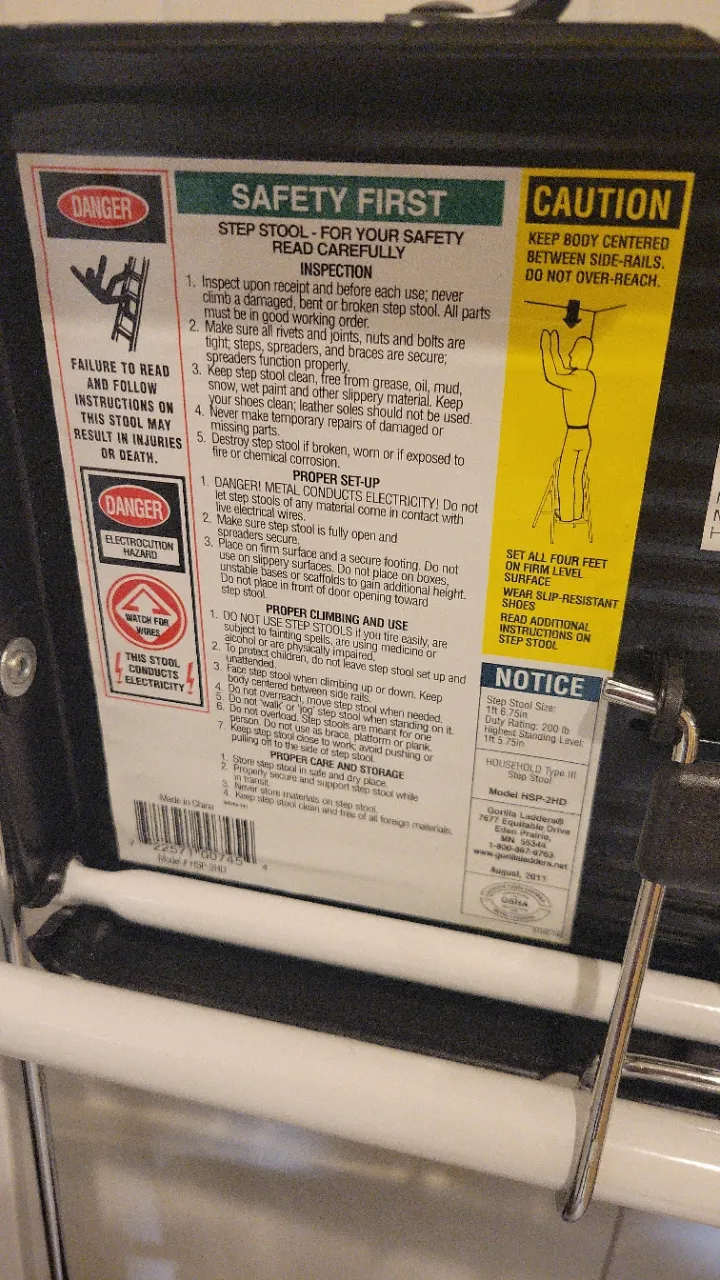 DANGER
FAILURE TO READ
AND FOLLOW
INSTRUCTIONS ON
THIS STOOL MAY
RESULT IN INJURIES
OR DEATH.
DANGER
ELECTROCUTION
HAZARD
WATCH FOR
WIRES
THIS STOOL
CONDUCTS
ELECTRICITY
SAFETY FIRST
STEP STOOL - FOR YOUR SAFETY
READ CAREFULLY
INSPECTION
1. Inspect upon receipt and before each use; never
climb a damaged, bent or broken step stool. All parts
must be in good working order.
2. Make sure all rivets and joints, nuts and bolts are
tight; steps, spreaders, and braces are secure;
spreaders function properly.
3. Keep step stool clean, free from grease, oil, mud,
snow, wet paint and other slippery material. Keep
your shoes clean; leather soles should not be used.
4. Never make temporary repairs of damaged or
missing parts.
5. Destroy step stool if broken, worn or if exposed to
fire or chemical corrosion.
PROPER SET-UP
1. DANGER! METAL CONDUCTS ELECTRICITY! Do not
let step stools of any material come in contact with
live electrical wires.
2. Make sure step stool is fully open and
spreaders secure.
3. Place on firm surface and a secure footing. Do not
use on slippery surfaces. Do not place on boxes,
unstable bases or scaffolds to gain additional height.
Do not place in front of door opening toward
step stool.
PROPER CLIMBING AND USE
1. DO NOT USE STEP STOOLS if you tire easily, are
subject to fainting spells, are using medicine or
alcohol or are physically impaired.
2. To protect children, do not leave step stool set up and
unattended.
3. Face step stool when climbing up or down. Keep
body centered between side rails.
4. Do not overreach, move step stool when needed.
5. Do not 'walk' or 'jog' step stool when standing on it.
6. Do not overload. Step stools are meant for one
person. Do not use as brace, platform or plank.
7. Keep step stool close to work; avoid pushing or
pulling off to the side of step stool.
PROPER CARE AND STORAGE
1. Store step stool in safe and dry place.
2. Properly secure and support step stool while
in transit.
3. Never store materials on step stool.
4. Keep step stool clean and free of all foreign materials.
Made in China
22571 00745
Model # HSP-2HD
CAUTION
KEEP BODY CENTERED
BETWEEN SIDE-RAILS.
DO NOT OVER-REACH.
SET ALL FOUR FEET
ON FIRM LEVEL
SURFACE
WEAR SLIP-RESISTANT
SHOES
READ ADDITIONAL
INSTRUCTIONS ON
STEP STOOL
NOTICE
Step Stool Size:
1ft 6.75in
Duty Rating: 200 lb
Highest Standing Level:
1ft 5.75in
HOUSEHOLD Type III
Step Stool
Model HSP-2HD
Gorilla Ladders®
7677 Equitable Drive
Eden Prairie,
MN 55344
1-800-867-6763
www.gorillaladders.net
August, 2011
OSHA